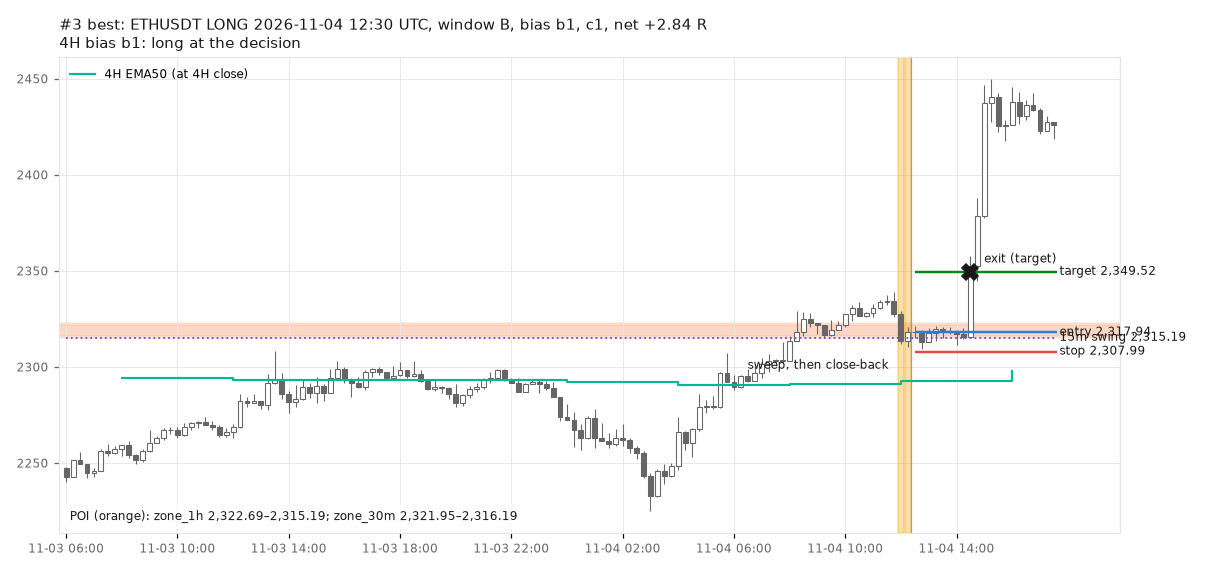 #3 best: ETHUSDT LONG 2026-11-04 12:30 UTC, window B, bias b1, c1, net +2.84 R
4H bias b1: long at the decision
4H EMA50 (at 4H close)
2450
2400
2350
2300
2250
exit (target)
target 2,349.52
entry 2,317.94
15m swing 2,315.19
stop 2,307.99
sweep, then close-back
POI (orange): zone_1h 2,322.69–2,315.19; zone_30m 2,321.95–2,316.19
11-03 06:00
11-03 10:00
11-03 14:00
11-03 18:00
11-03 22:00
11-04 02:00
11-04 06:00
11-04 10:00
11-04 14:00